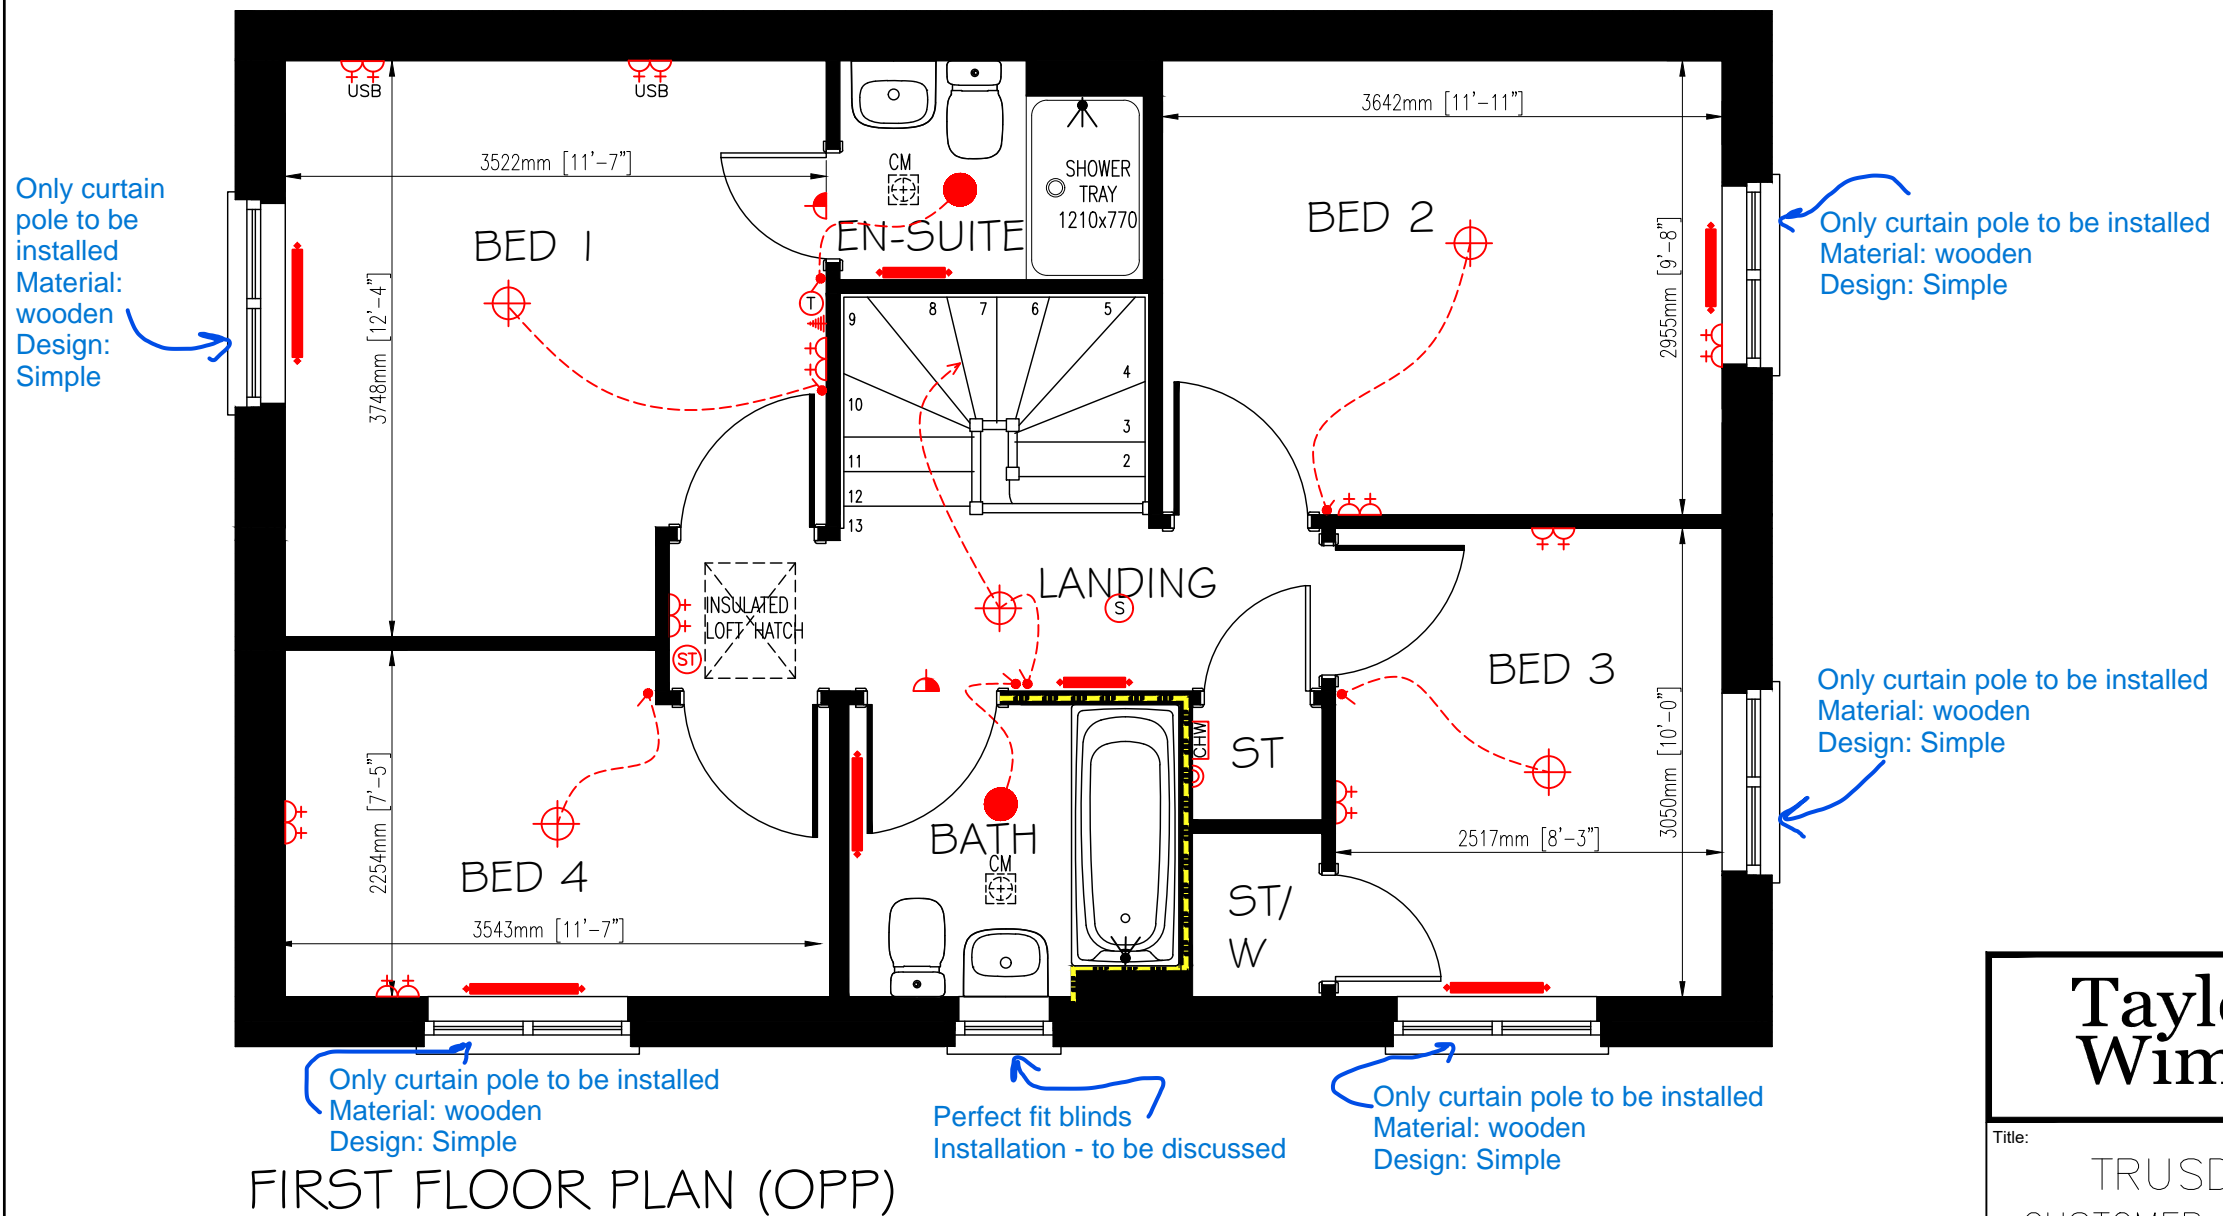 USB
USB
3522mm [11'-7"]
3748mm [12'-4"]
BED 1
CM
EN-SUITE
SHOWER
TRAY
1210x770
3642mm [11'-11"]
BED 2
2955mm [9'-8"]
Only curtain
pole to be
installed
Material:
wooden
Design:
Simple
Only curtain pole to be installed
Material: wooden
Design: Simple
T
9
8
7
6
5
4
10
3
11
2
12
13
INSULATED
LOFT HATCH
ST
LANDING
S
BED 3
3050mm [10'-0"]
2517mm [8'-3"]
Only curtain pole to be installed
Material: wooden
Design: Simple
CHW
ST
2254mm [7'-5"]
BED 4
3543mm [11'-7"]
BATH
CM
ST/
W
Only curtain pole to be installed
Material: wooden
Design: Simple
Perfect fit blinds
Installation - to be discussed
Only curtain pole to be installed
Material: wooden
Design: Simple
FIRST FLOOR PLAN (OPP)
Title: